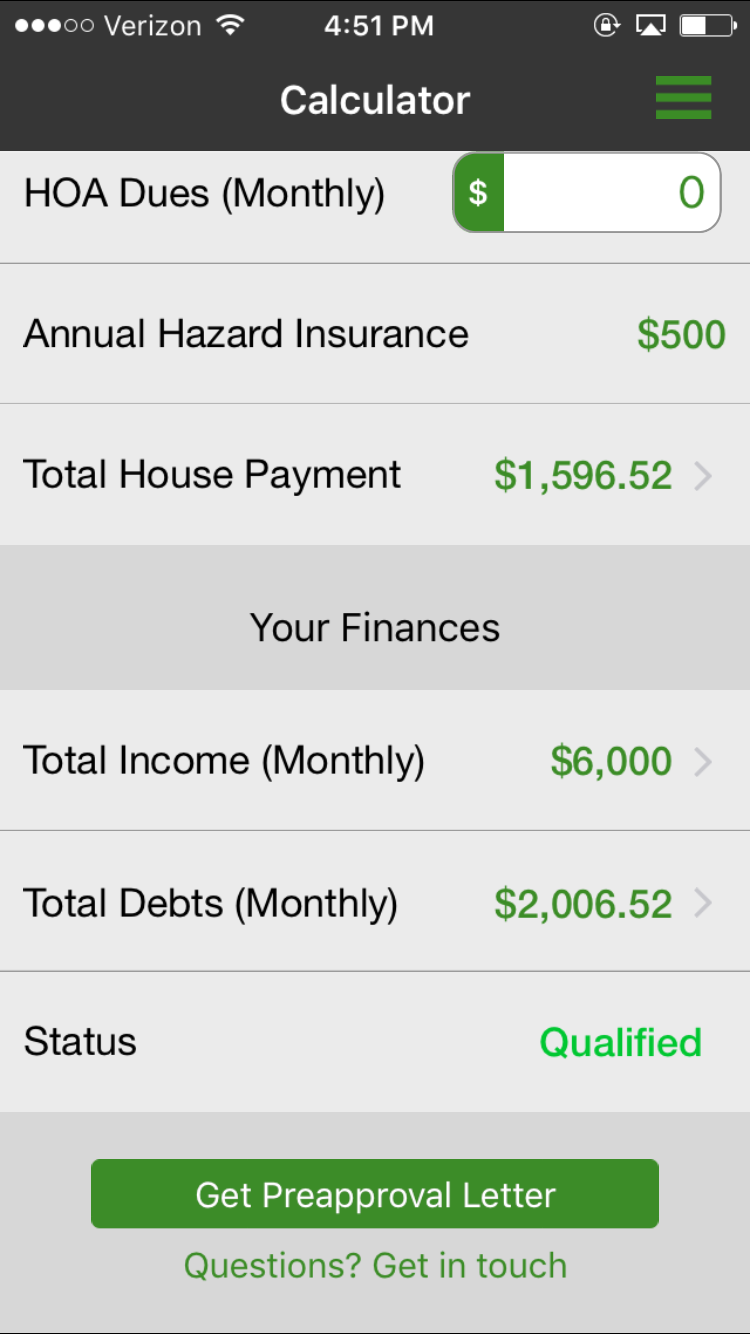 Verizon 4:51 PM
Calculator
HOA Dues (Monthly) $ 0
Annual Hazard Insurance $500
Total House Payment $1,596.52
Your Finances
Total Income (Monthly) $6,000
Total Debts (Monthly) $2,006.52
Status Qualified
Get Preapproval Letter
Questions? Get in touch